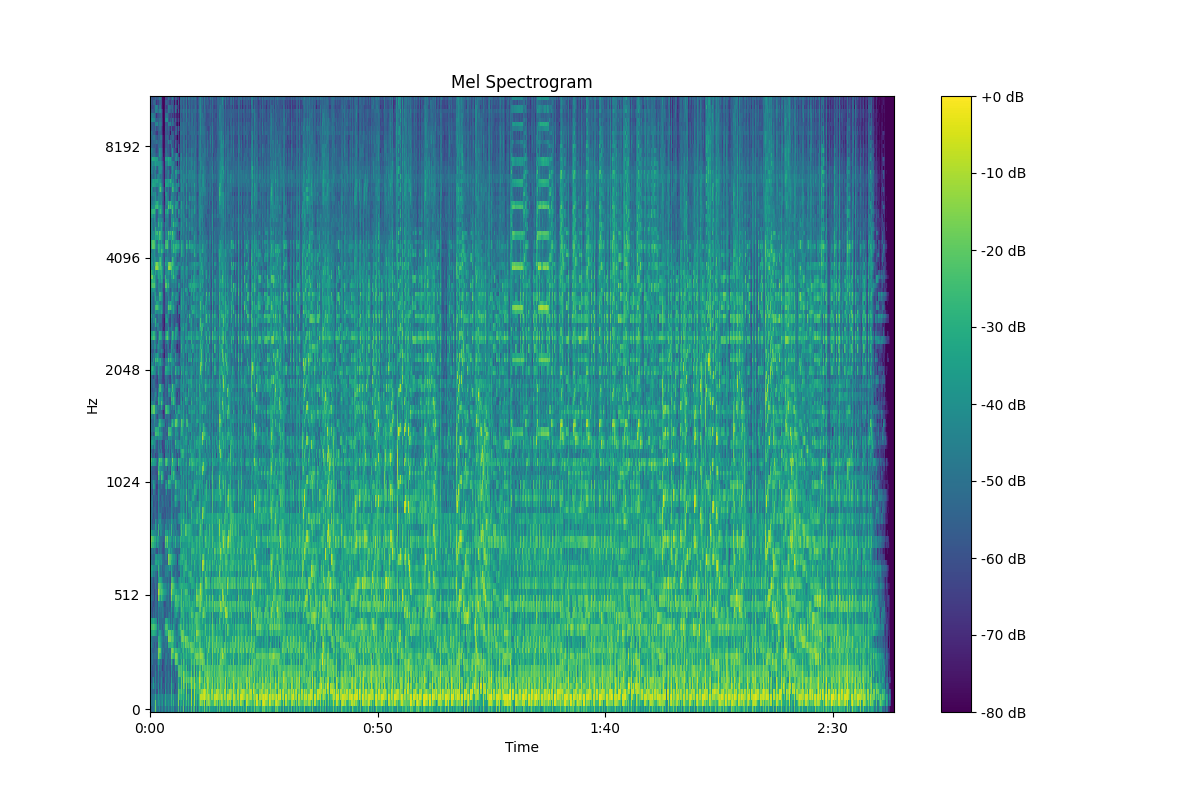 Mel Spectrogram
+0 dB
8192
-10 dB
-20 dB
4096
-30 dB
2048
Hz
-40 dB
1024
-50 dB
-60 dB
512
-70 dB
0
-80 dB
0:00
0:50
1:40
2:30
Time